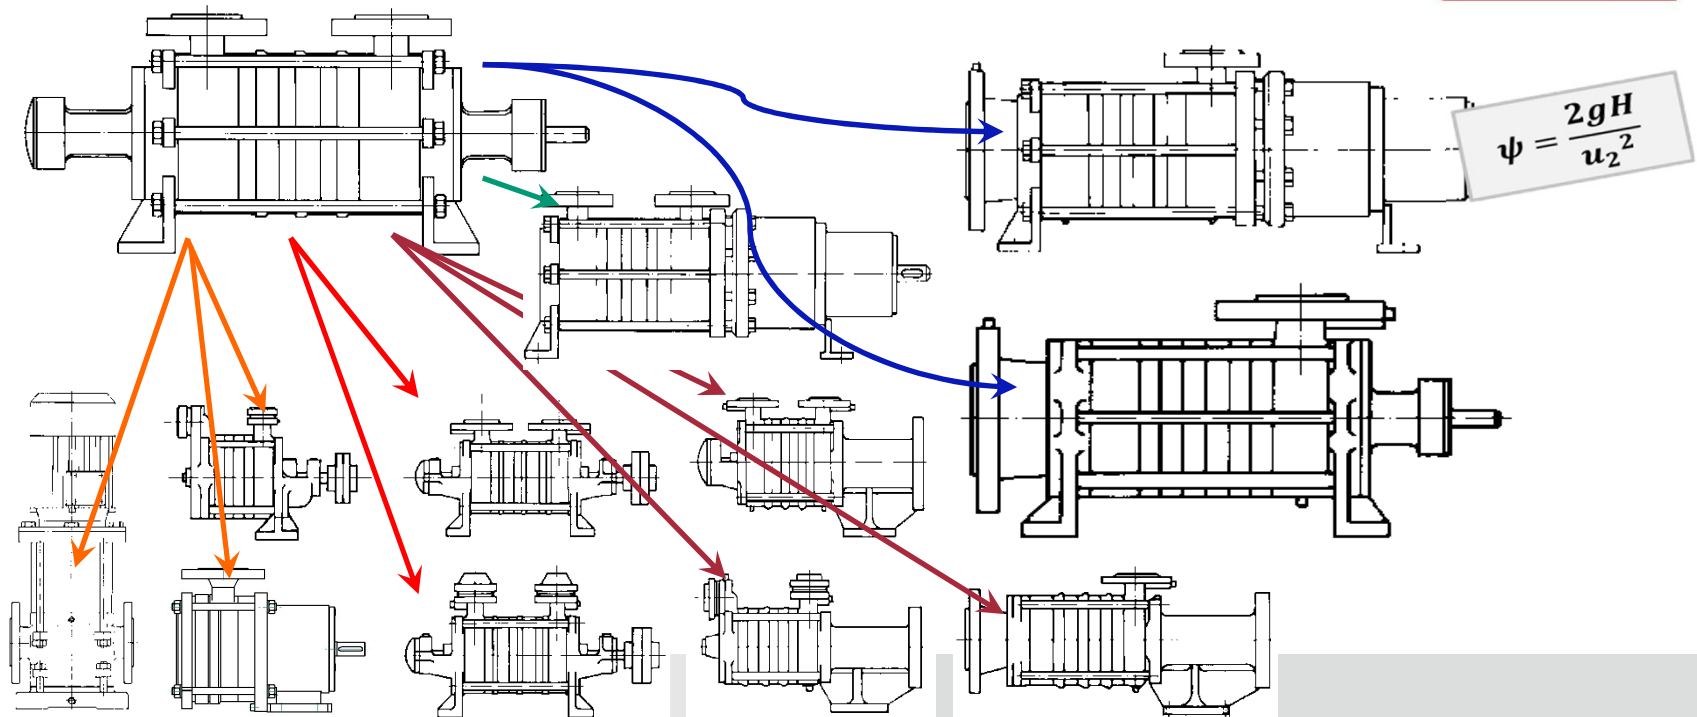 ψ = 2gH / u₂²